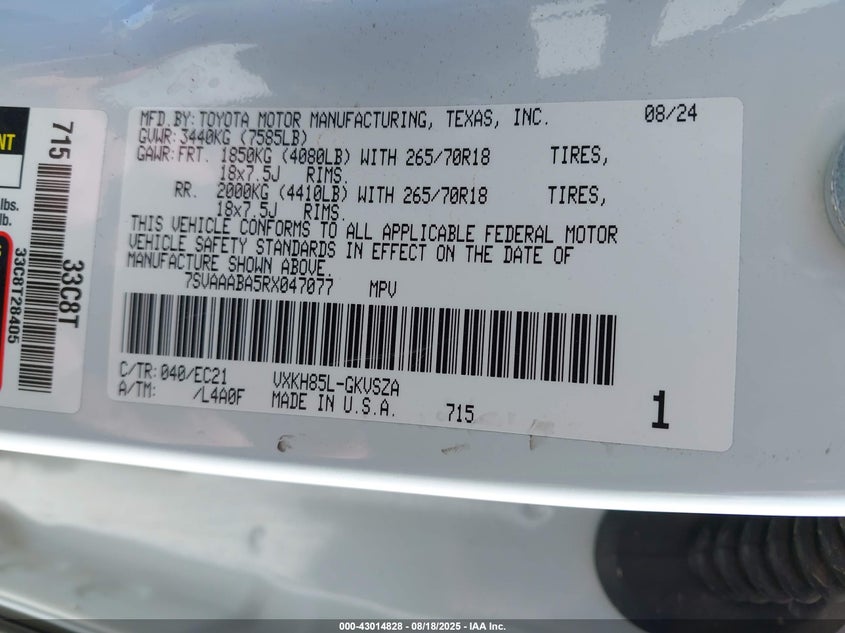 MFD.BY:TOYOTA MOTOR MANUFACTURING, TEXAS, INC. 08/24
GVWR:3440KG (7585LB)
GAWR:FRT. 1850KG (4080LB) WITH 265/70R18 TIRES,
18x7.5J RIMS.
RR. 2000KG (4410LB) WITH 265/70R18 TIRES,
18x7.5J RIMS.
THIS VEHICLE CONFORMS TO ALL APPLICABLE FEDERAL MOTOR
VEHICLE SAFETY STANDARDS IN EFFECT ON THE DATE OF
MANUFACTURE SHOWN ABOVE.
7SVAAABA5RX047077 MPV
C/TR:040/EC21 VXKH85L-GKVSZA
A/TM: /L4A0F MADE IN U.S.A. 715 1
715 33C8T
33C8T28405
lbs.
lb.
000-43014828 - 08/18/2025 - IAA Inc.